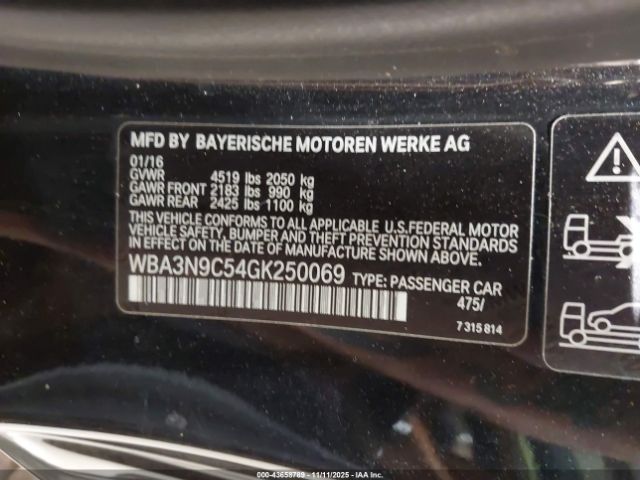 MFD BY BAYERISCHE MOTOREN WERKE AG
01/16
GVWR 4519 lbs 2050 kg
GAWR FRONT 2183 lbs 990 kg
GAWR REAR 2425 lbs 1100 kg
THIS VEHICLE CONFORMS TO ALL APPLICABLE U.S.FEDERAL MOTOR
VEHICLE SAFETY, BUMPER AND THEFT PREVENTION STANDARDS IN
EFFECT ON THE DATE OF MANUFACTURE SHOWN ABOVE.
WBA3N9C54GK250069 TYPE: PASSENGER CAR
475/
7 315 814
000-43658769 - 11/11/2025 - IAA Inc.